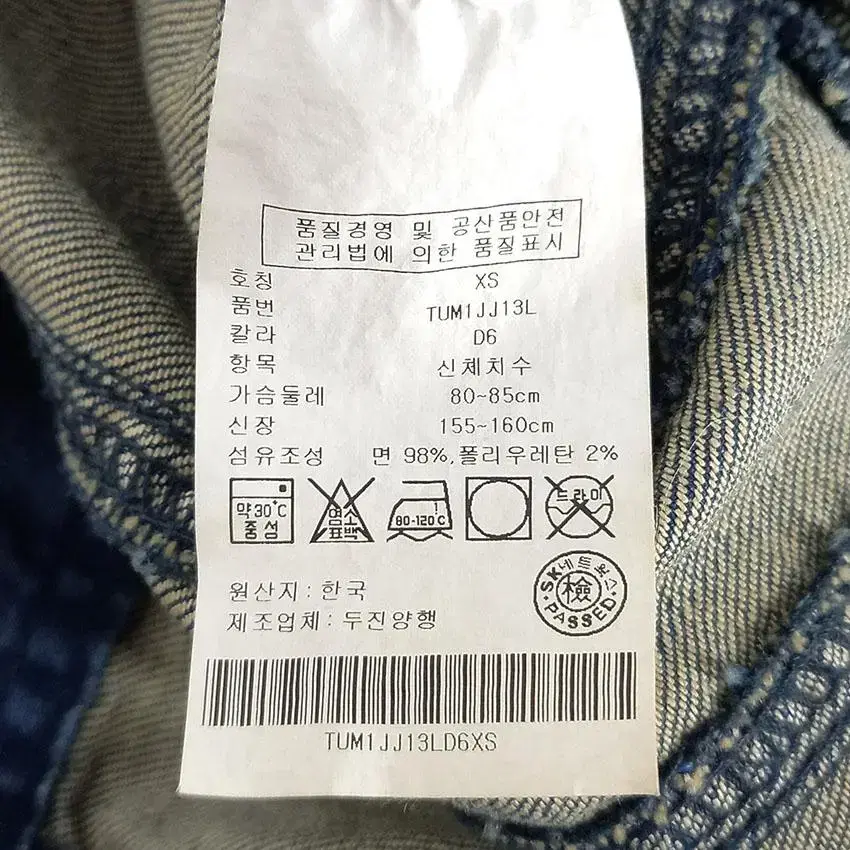 품질경영 및 공산품안전
관리법에 의한 품질표시
호칭 XS
품번 TUM1JJ13L
칼라 D6
항목 신체치수
가슴둘레 80~85cm
신장 155~160cm
섬유조성 면 98%,폴리우레탄 2%
약30℃
중성
염소
표백
80-120℃
드라이
원산지: 한국
제조업체: 두진양행
SK네트웍스
檢
PASSED
TUM1JJ13LD6XS